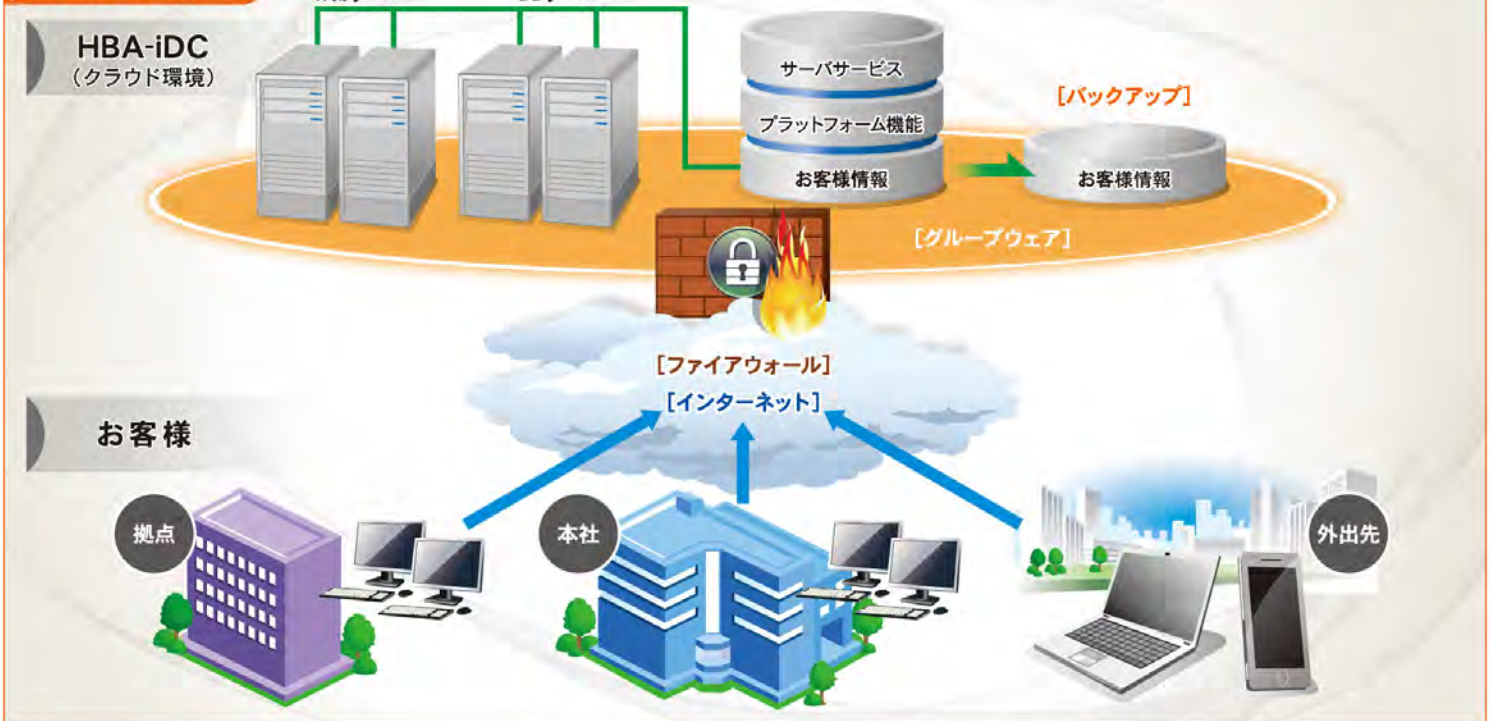 HBA-iDC
(クラウド環境)
サーバサービス
プラットフォーム機能
お客様情報
[バックアップ]
お客様情報
[グループウェア]
[ファイアウォール]
[インターネット]
お客様
拠点
本社
外出先